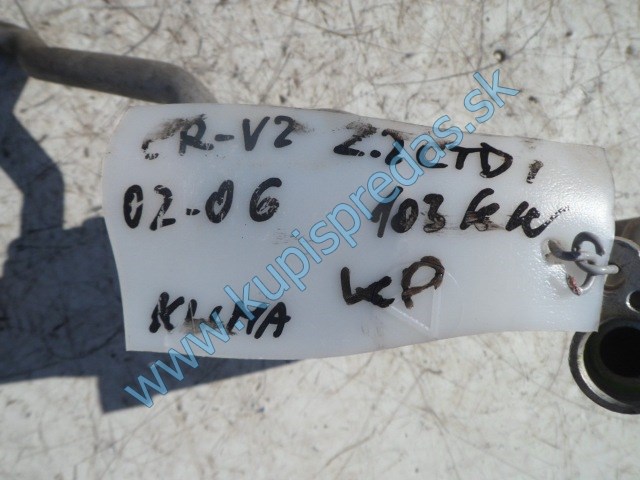 CR-V2 2.2 CTDi
02-06 103 kW
KLIMA KP
www.kupispredas.sk